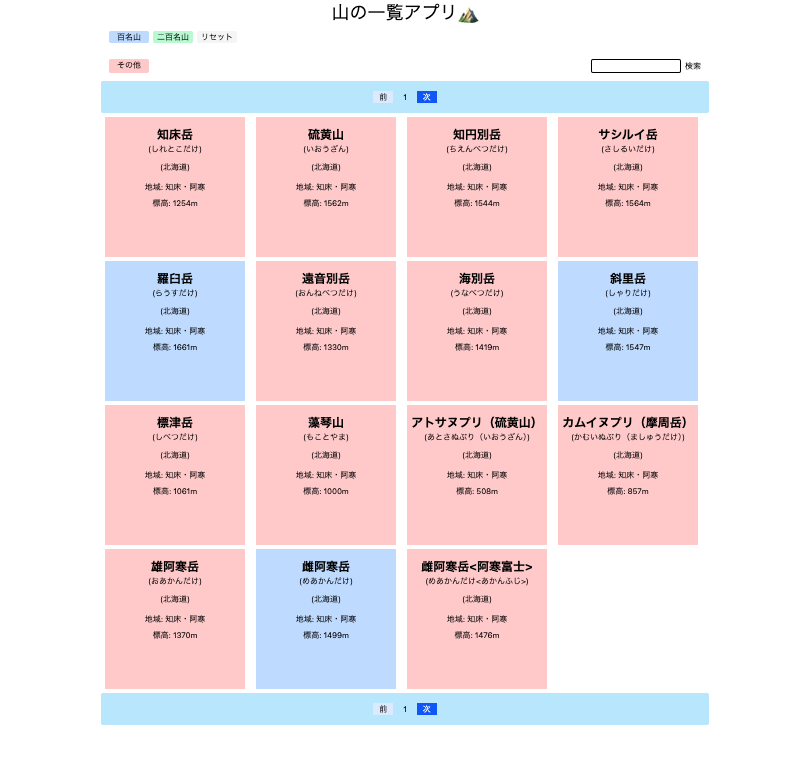 山の一覧アプリ⛰️
百名山 二百名山 リセット
その他
検索
前 1 次
知床岳
(しれとこだけ)
(北海道)
地域: 知床・阿寒
標高: 1254m
硫黄山
(いおうざん)
(北海道)
地域: 知床・阿寒
標高: 1562m
知円別岳
(ちえんべつだけ)
(北海道)
地域: 知床・阿寒
標高: 1544m
サシルイ岳
(さしるいだけ)
(北海道)
地域: 知床・阿寒
標高: 1564m
羅臼岳
(らうすだけ)
(北海道)
地域: 知床・阿寒
標高: 1661m
遠音別岳
(おんねべつだけ)
(北海道)
地域: 知床・阿寒
標高: 1330m
海別岳
(うなべつだけ)
(北海道)
地域: 知床・阿寒
標高: 1419m
斜里岳
(しゃりだけ)
(北海道)
地域: 知床・阿寒
標高: 1547m
標津岳
(しべつだけ)
(北海道)
地域: 知床・阿寒
標高: 1061m
藻琴山
(もことやま)
(北海道)
地域: 知床・阿寒
標高: 1000m
アトサヌプリ（硫黄山）
(あとさぬぷり（いおうざん）)
(北海道)
地域: 知床・阿寒
標高: 508m
カムイヌプリ（摩周岳）
(かむいぬぷり（ましゅうだけ）)
(北海道)
地域: 知床・阿寒
標高: 857m
雄阿寒岳
(おあかんだけ)
(北海道)
地域: 知床・阿寒
標高: 1370m
雌阿寒岳
(めあかんだけ)
(北海道)
地域: 知床・阿寒
標高: 1499m
雌阿寒岳<阿寒富士>
(めあかんだけ<あかんふじ>)
(北海道)
地域: 知床・阿寒
標高: 1476m
前 1 次